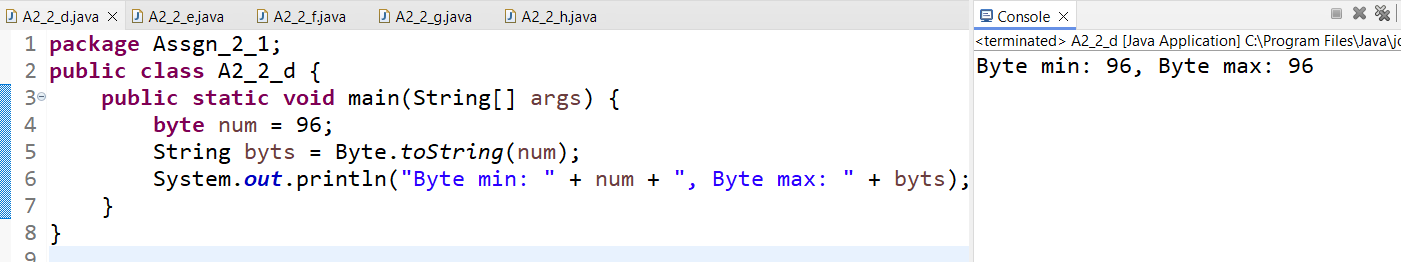 A2_2_d.java A2_2_e.java A2_2_f.java A2_2_g.java A2_2_h.java
1 package Assgn_2_1;
2 public class A2_2_d {
3 public static void main(String[] args) {
4 byte num = 96;
5 String byts = Byte.toString(num);
6 System.out.println("Byte min: " + num + ", Byte max: " + byts);
7 }
8 }
9
Console
<terminated> A2_2_d [Java Application] C:\Program Files\Java\j
Byte min: 96, Byte max: 96